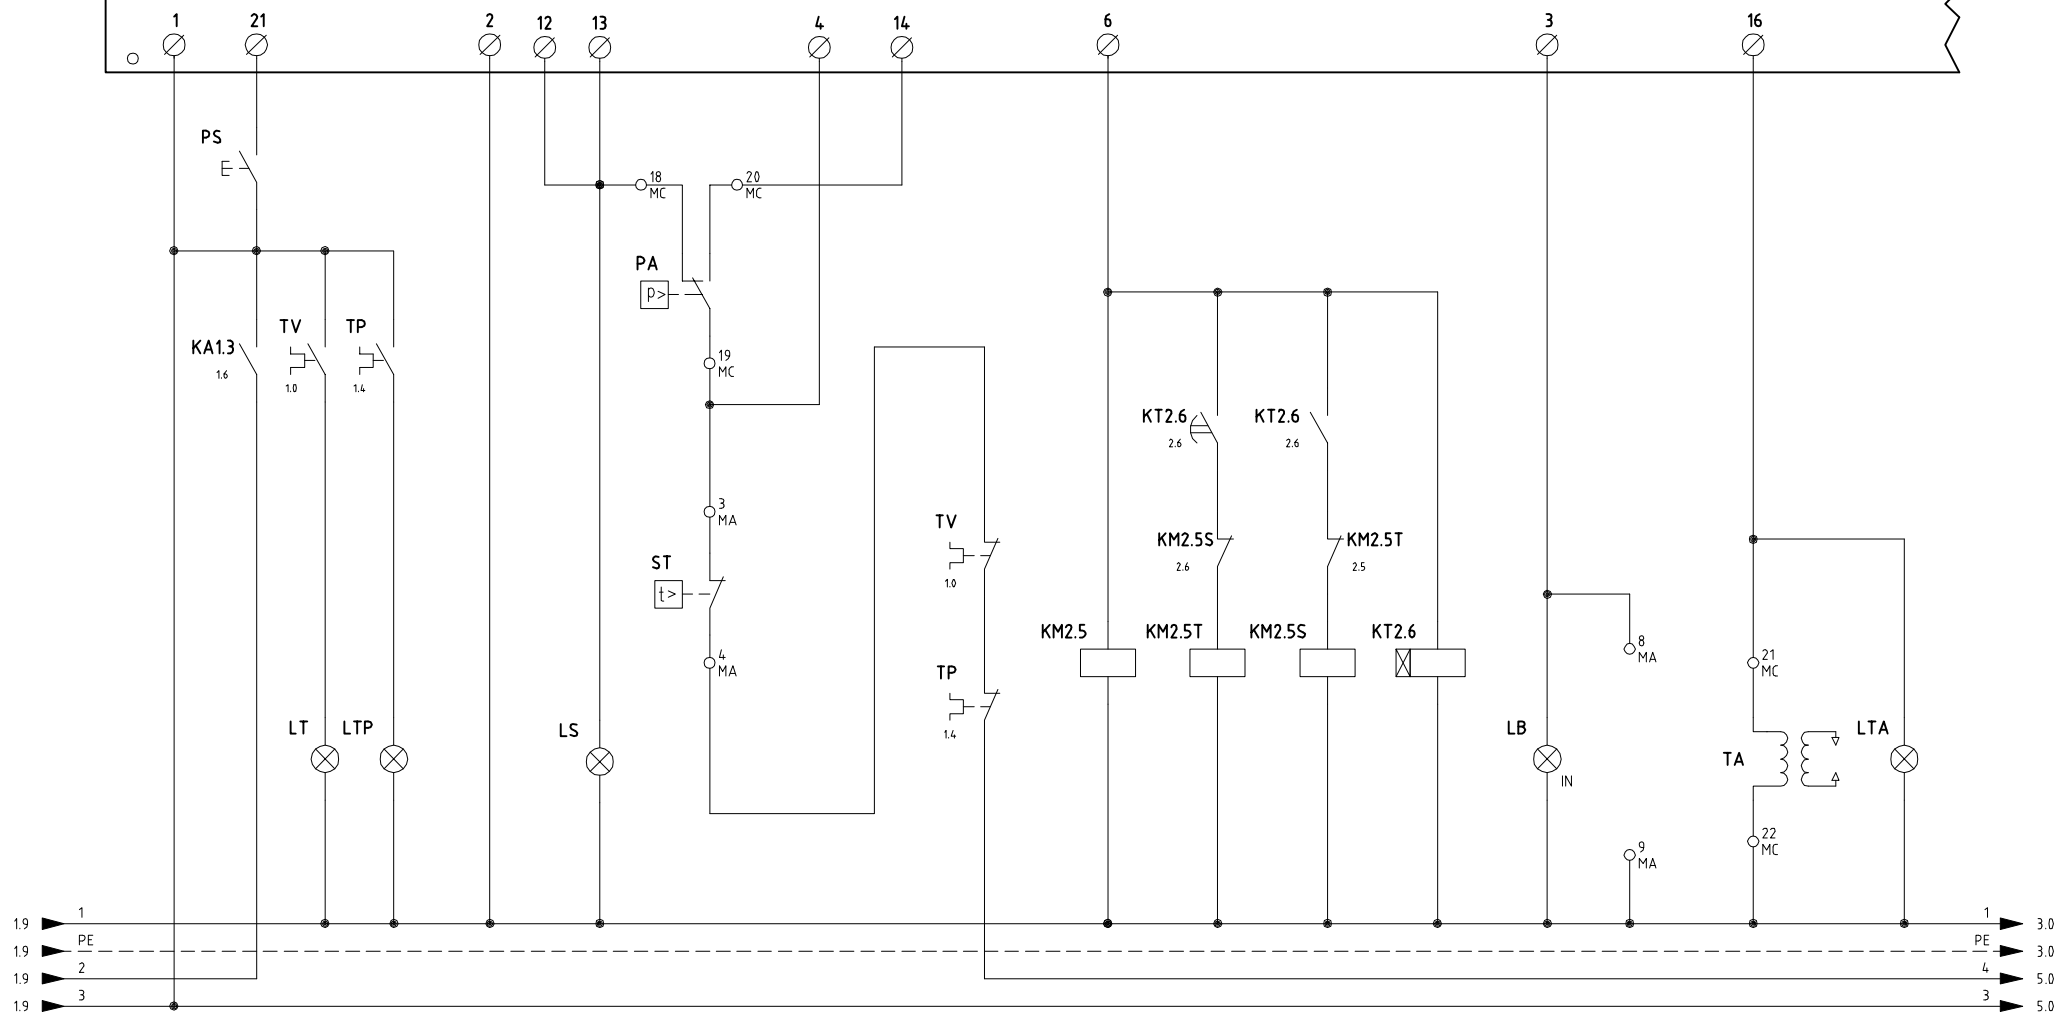 1 21 2 12 13 4 14 6 3 16
PS
18 MC
20 MC
PA
p>
TV TP
KA1.3
1.6 1.0 1.4
19 MC
KT2.6 KT2.6
2.6 2.6
3 MA
TV
1.0
KM2.5S KM2.5T
2.6 2.5
ST
t>
KM2.5 KM2.5T KM2.5S KT2.6
8 MA
4 MA
21 MC
TP
1.4
LT LTP LS LB LTA
TA
IN
22 MC
9 MA
1.9 1 1 3.0
1.9 PE PE 3.0
1.9 2 4 5.0
1.9 3 3 5.0